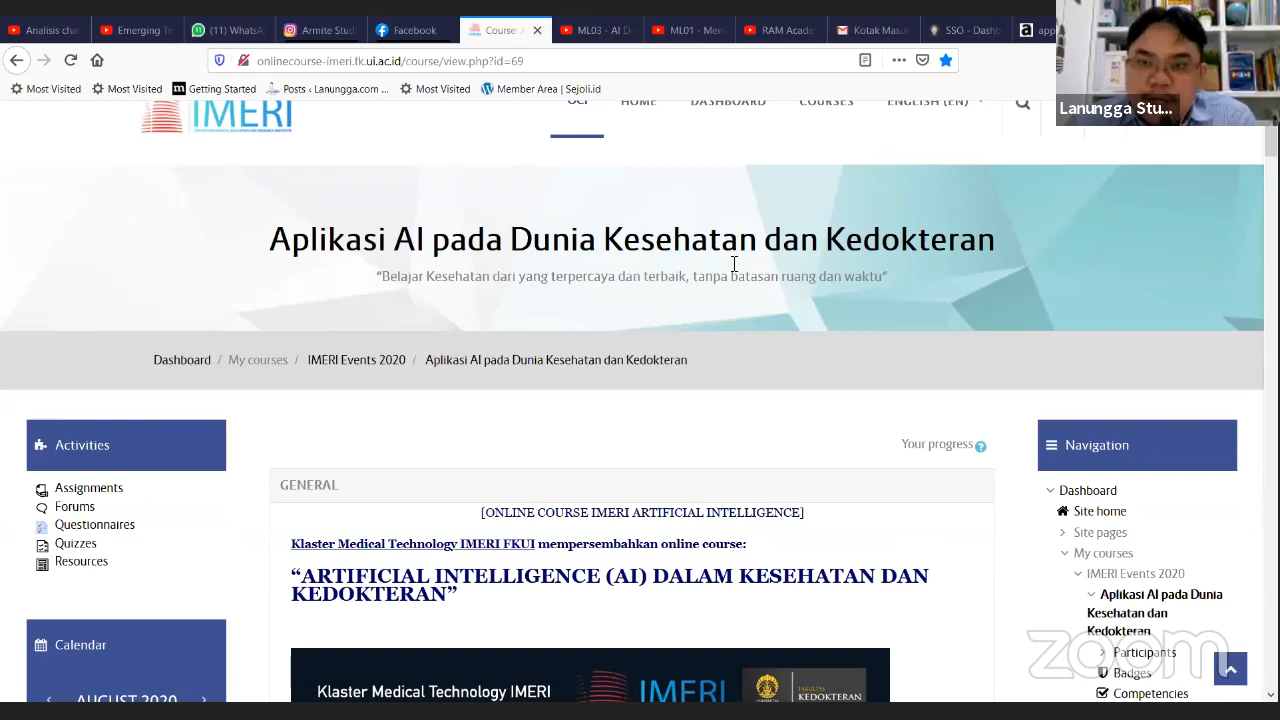 Analisis chan
Emerging Te
(11) WhatsA
Armite Stud
Facebook
Course: A
ML03 - AI D
ML01 - Men
RAM Acade
Kotak Masuk
SSO - Dashb
app
onlinecourse-imeri.fk.ui.ac.id/course/view.php?id=69
Most Visited
Most Visited
Getting Started
Posts ‹ Lanungga.com ...
Most Visited
Member Area | Sejoli.id
Lanungga Stu...
IMERI
HOME
DASHBOARD
COURSES
ENGLISH (EN)
Aplikasi AI pada Dunia Kesehatan dan Kedokteran
“Belajar Kesehatan dari yang terpercaya dan terbaik, tanpa batasan ruang dan waktu”
Dashboard / My courses / IMERI Events 2020 / Aplikasi AI pada Dunia Kesehatan dan Kedokteran
Activities
Assignments
Forums
Questionnaires
Quizzes
Resources
Calendar
AUGUST 2020
Your progress
GENERAL
[ONLINE COURSE IMERI ARTIFICIAL INTELLIGENCE]
Klaster Medical Technology IMERI FKUI mempersembahkan online course:
“ARTIFICIAL INTELLIGENCE (AI) DALAM KESEHATAN DAN
KEDOKTERAN”
Klaster Medical Technology IMERI
IMERI
FAKULTAS
KEDOKTERAN
Navigation
Dashboard
Site home
Site pages
My courses
IMERI Events 2020
Aplikasi AI pada Dunia
Kesehatan dan
Kedokteran
Participants
Badges
Competencies
zoom